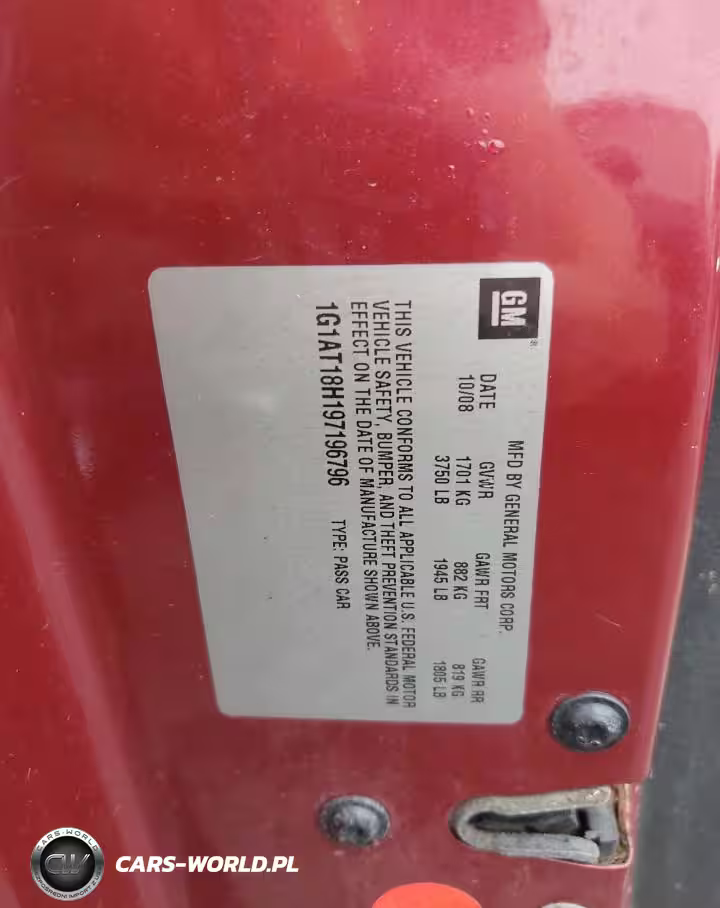 GM
MFD BY GENERAL MOTORS CORP.
DATE GVWR GAWR FRT GAWR RR
10/08 1701 KG 882 KG 819 KG
3750 LB 1945 LB 1805 LB
THIS VEHICLE CONFORMS TO ALL APPLICABLE U.S. FEDERAL MOTOR
VEHICLE SAFETY, BUMPER, AND THEFT PREVENTION STANDARDS IN
EFFECT ON THE DATE OF MANUFACTURE SHOWN ABOVE.
1G1AT18H197196796 TYPE: PASS CAR
CARS-WORLD
CW
CARS-WORLD.PL